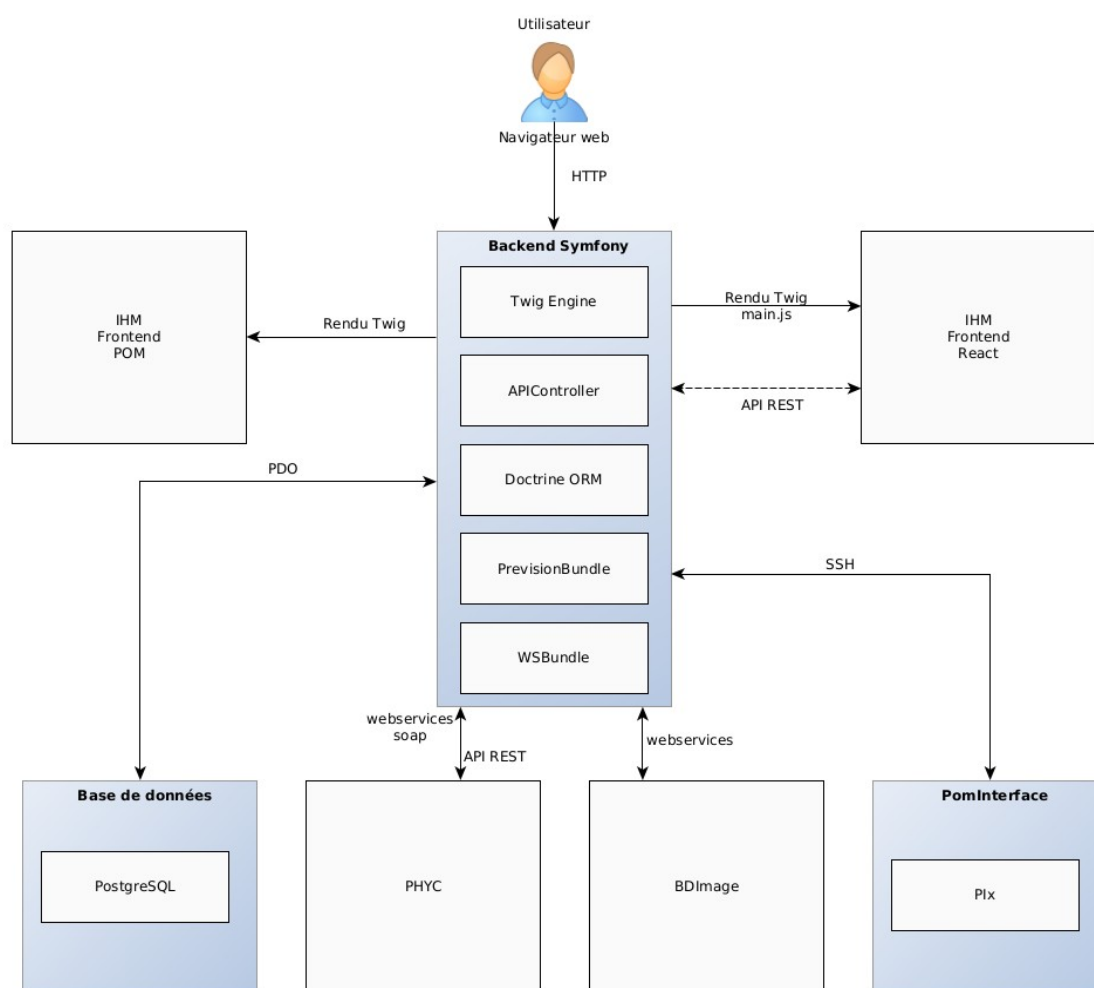 Utilisateur
Navigateur web
HTTP
Backend Symfony
Twig Engine
Rendu Twig
main.js
IHM
Frontend
POM
Rendu Twig
IHM
Frontend
React
APIController
API REST
PDO
Doctrine ORM
PrevisionBundle
SSH
WSBundle
webservices
soap
API REST
webservices
Base de données
PostgreSQL
PHYC
BDImage
PomInterface
PIx